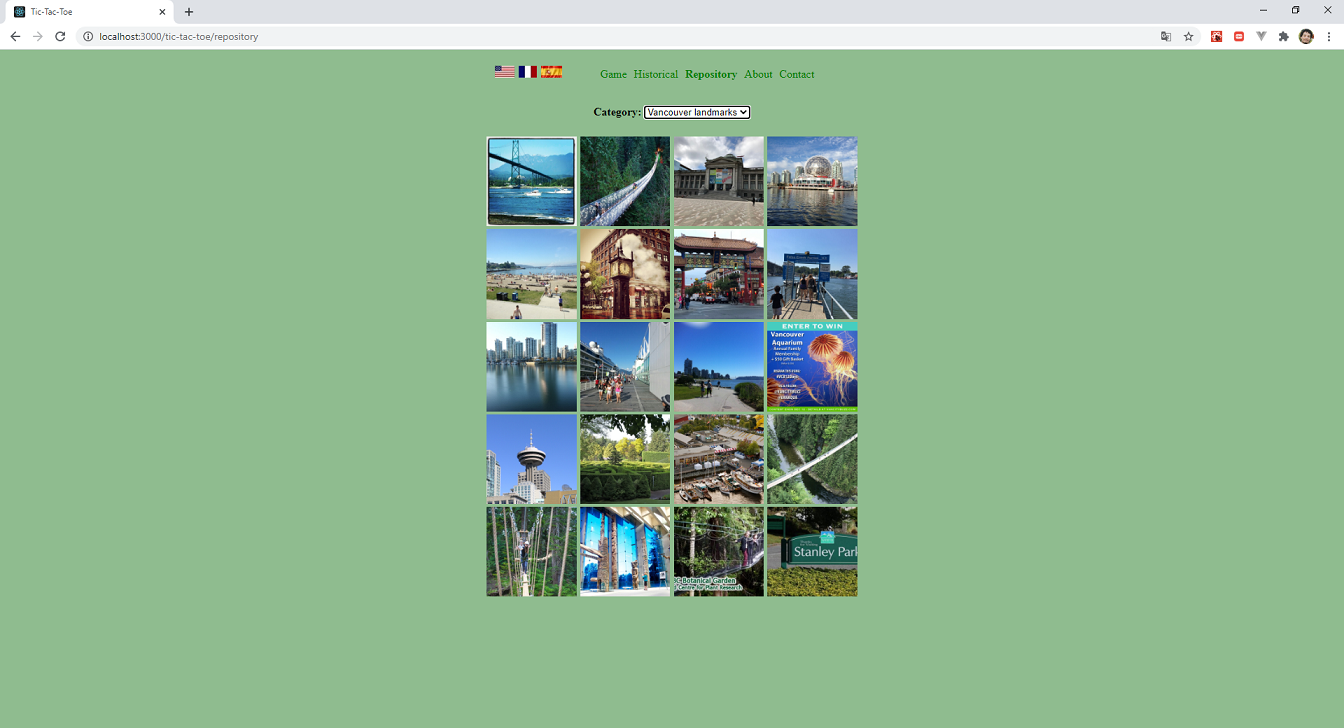 Tic-Tac-Toe
localhost:3000/tic-tac-toe/repository
Game Historical Repository About Contact
Category: Vancouver landmarks
ENTER TO WIN
Vancouver
Aquarium
Annual Family
Membership
+ $50 Gift Basket
Botanical Garden
Centre for Plant Research
Stanley Park